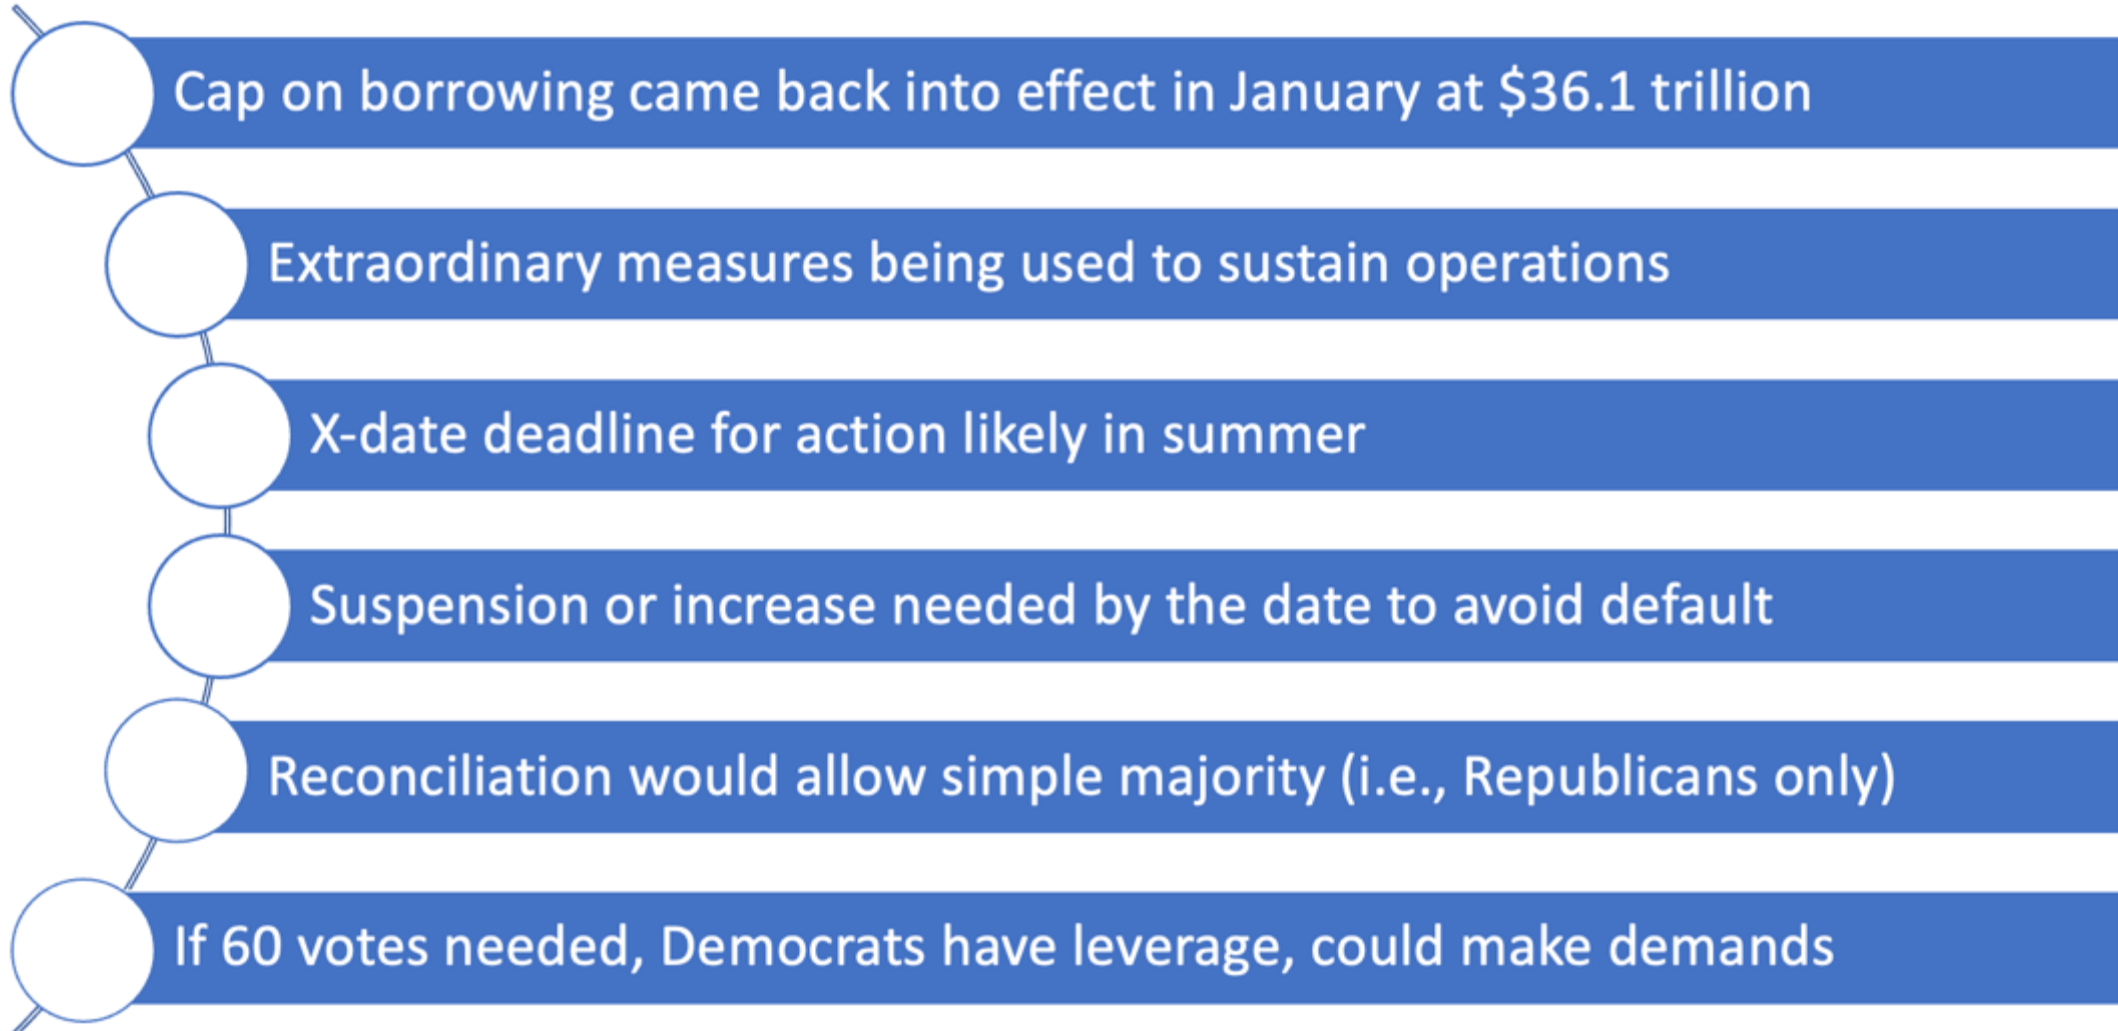 Cap on borrowing came back into effect in January at $36.1 trillion
Extraordinary measures being used to sustain operations
X-date deadline for action likely in summer
Suspension or increase needed by the date to avoid default
Reconciliation would allow simple majority (i.e., Republicans only)
If 60 votes needed, Democrats have leverage, could make demands